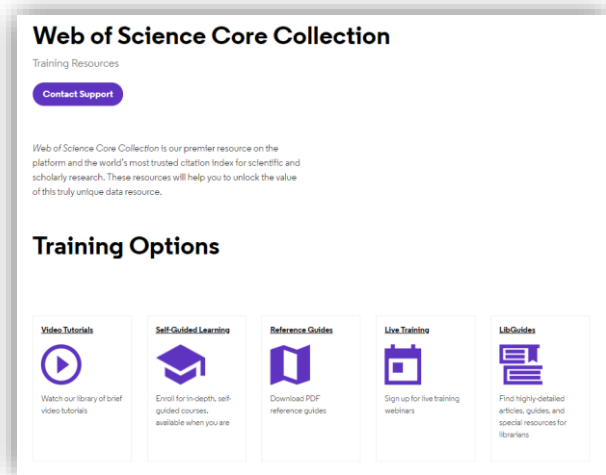 Web of Science Core Collection
Training Resources
Contact Support
Web of Science Core Collection is our premier resource on the
platform and the world's most trusted citation index for scientific and
scholarly research. These resources will help you to unlock the value
of this truly unique data resource.
Training Options
Video Tutorials
Watch our library of brief
video tutorials
Self-Guided Learning
Enroll for in-depth, self-
guided courses,
available when you are
Reference Guides
Download PDF
reference guides
Live Training
Sign up for live training
webinars
LibGuides
Find highly-detailed
articles, guides, and
special resources for
librarians